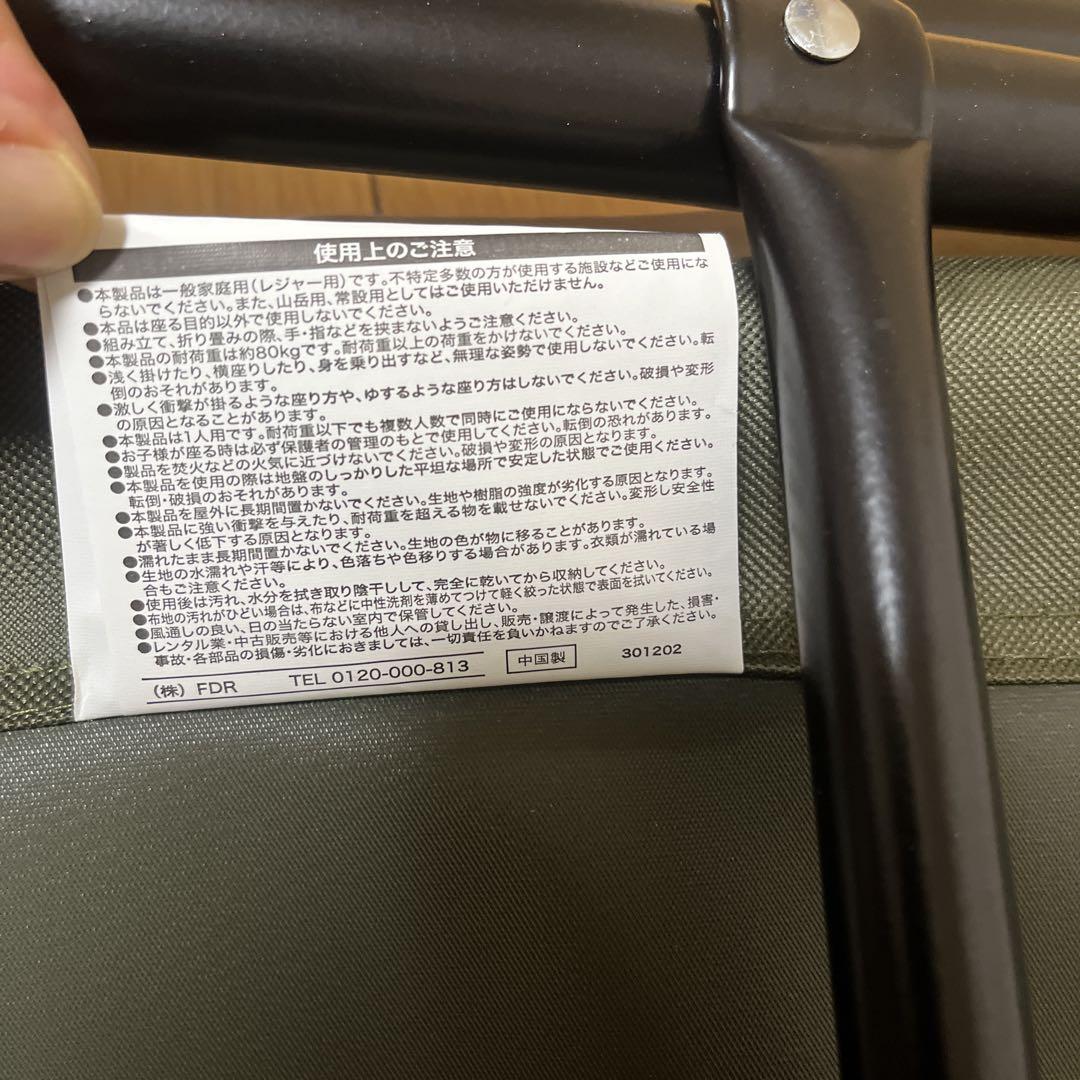 使用上のご注意
●本製品は一般家庭用(レジャー用)です。不特定多数の方が使用する施設などご使用にな
らないでください。また、山岳用、常設用としてはご使用いただけません。
●本品は座る目的以外で使用しないでください。
●組み立て、折り畳みの際、手・指などを挟まないようご注意ください。
●本製品の耐荷重は約80kgです。耐荷重以上の荷重をかけないでください。
●浅く掛けたり、横座りしたり、身を乗り出すなど、無理な姿勢で使用しないでください。転
倒のおそれがあります。
●激しく衝撃が掛るような座り方や、ゆするような座り方はしないでください。破損や変形
の原因となることがあります。
●本製品は1人用です。耐荷重以下でも複数人数で同時にご使用にならないでください。
●お子様が座る時は必ず保護者の管理のもとで使用してください。転倒の恐れがあります。
●製品を焚火などの火気に近づけないでください。破損や変形の原因となります。
●本製品を使用の際は地盤のしっかりした平坦な場所で安定した状態でご使用ください。
転倒・破損のおそれがあります。
●本製品を屋外に長期間置かないでください。生地や樹脂の強度が劣化する原因となります。
●本製品に強い衝撃を与えたり、耐荷重を超える物を載せないでください。変形し安全性
が著しく低下する原因となります。
●濡れたまま長期間置かないでください。生地の色が物に移ることがあります。
●生地の水濡れや汗等により、色落ちや色移りする場合があります。衣類が濡れている場
合もご注意ください。
●使用後は汚れ、水分を拭き取り陰干しして、完全に乾いてから収納してください。
●布地の汚れがひどい場合は、布などに中性洗剤を薄めてつけて軽く絞った状態で表面を拭いてください。
●風通しの良い、日の当たらない室内で保管してください。
●レンタル業・中古販売等における他人への貸し出し、販売・譲渡によって発生した、損害・
事故・各部品の損傷・劣化におきましては、一切責任を負いかねますのでご了承ください。
(株) FDR TEL 0120-000-813 中国製 301202